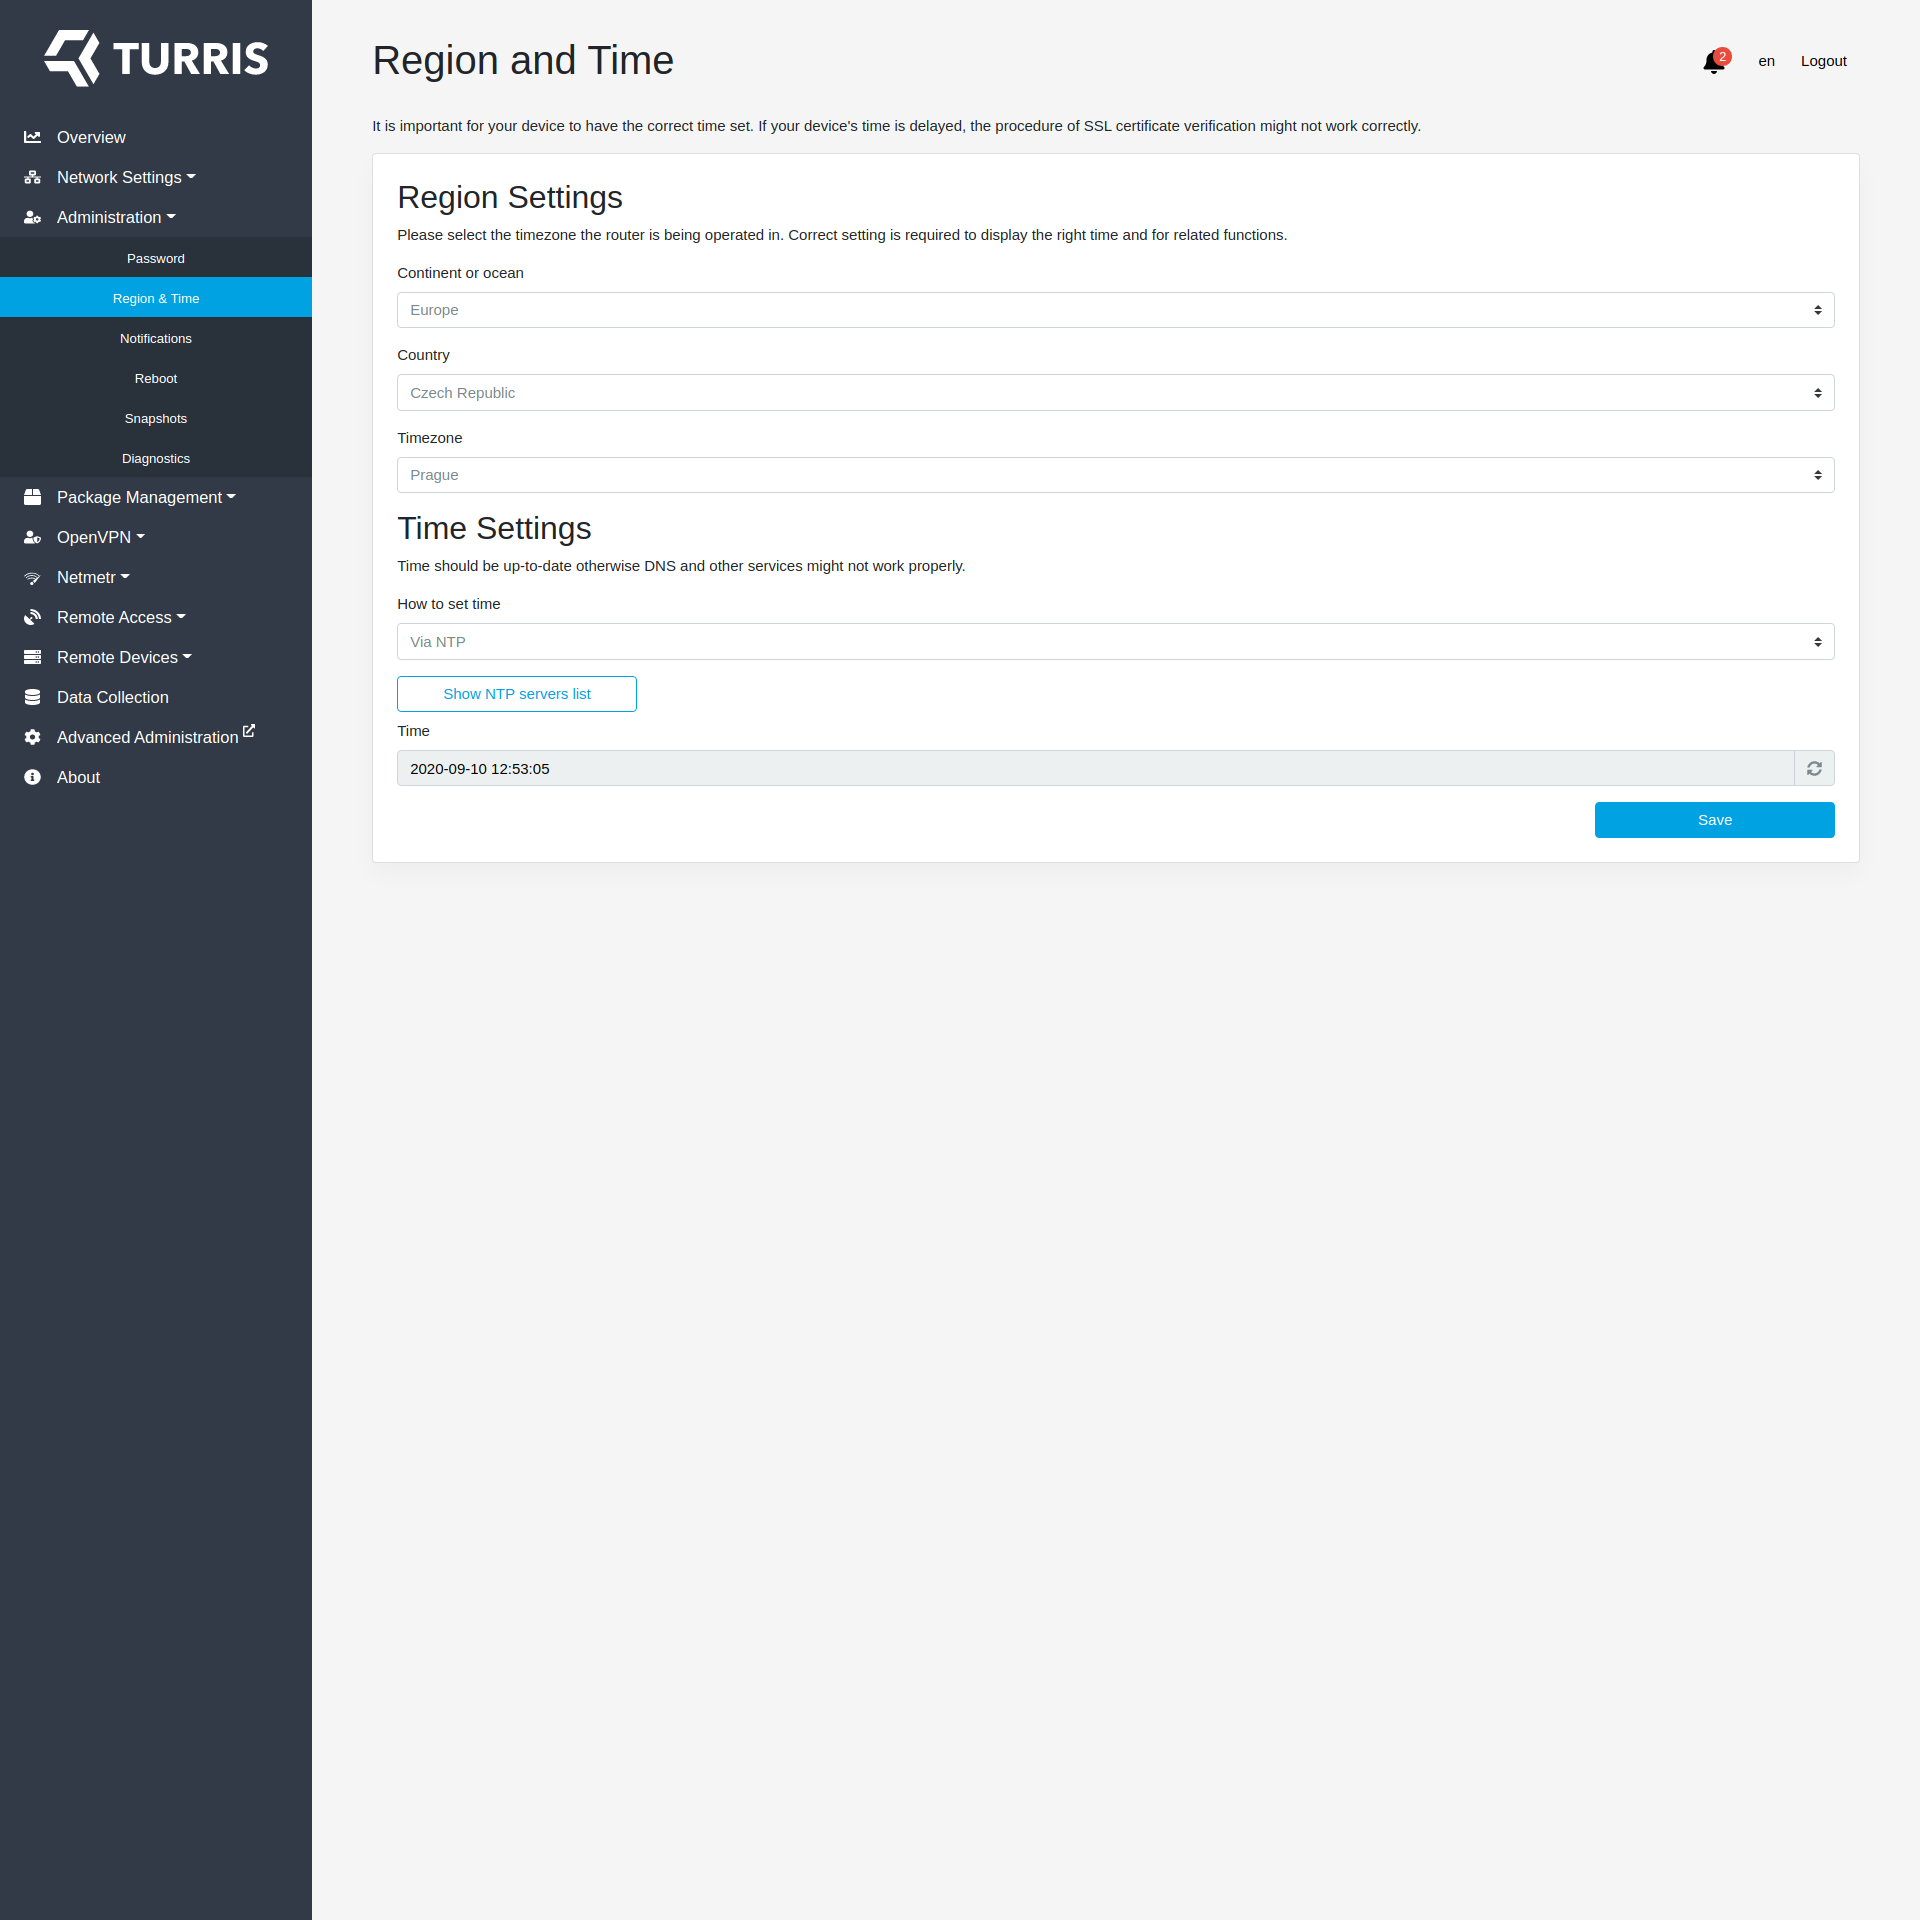 TURRIS
Overview
Network Settings
Administration
Password
Region & Time
Notifications
Reboot
Snapshots
Diagnostics
Package Management
OpenVPN
Netmetr
Remote Access
Remote Devices
Data Collection
Advanced Administration
About
Region and Time
2
en
Logout
It is important for your device to have the correct time set. If your device's time is delayed, the procedure of SSL certificate verification might not work correctly.
Region Settings
Please select the timezone the router is being operated in. Correct setting is required to display the right time and for related functions.
Continent or ocean
Europe
Country
Czech Republic
Timezone
Prague
Time Settings
Time should be up-to-date otherwise DNS and other services might not work properly.
How to set time
Via NTP
Show NTP servers list
Time
2020-09-10 12:53:05
Save